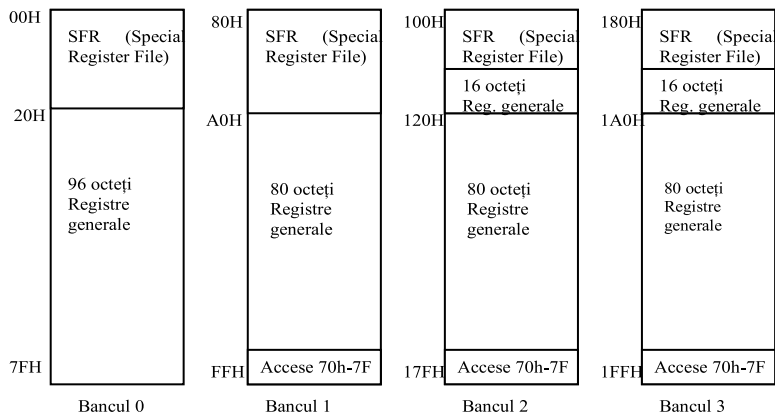 00H
SFR (Special
Register File)
20H
96 octeți
Registre
generale
7FH
Bancul 0
80H
SFR (Special
Register File)
A0H
80 octeți
Registre
generale
FFH
Accese 70h-7F
Bancul 1
100H
SFR (Special
Register File)
16 octeți
Reg. generale
120H
80 octeți
Registre
generale
17FH
Accese 70h-7F
Bancul 2
180H
SFR (Special
Register File)
16 octeți
Reg. generale
1A0H
80 octeți
Registre
generale
1FFH
Accese 70h-7F
Bancul 3